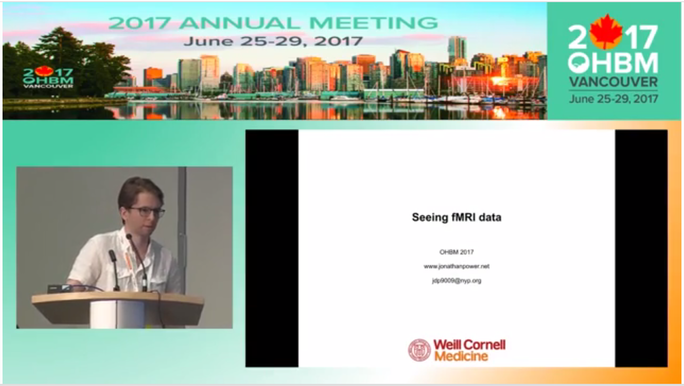 2017 ANNUAL MEETING
June 25-29, 2017
2017
OHBM
VANCOUVER
2017
OHBM
VANCOUVER
June 25-29, 2017
Seeing fMRI data
OHBM 2017
www.jonathanpower.net
jdp9009@nyp.org
Weill Cornell
Medicine